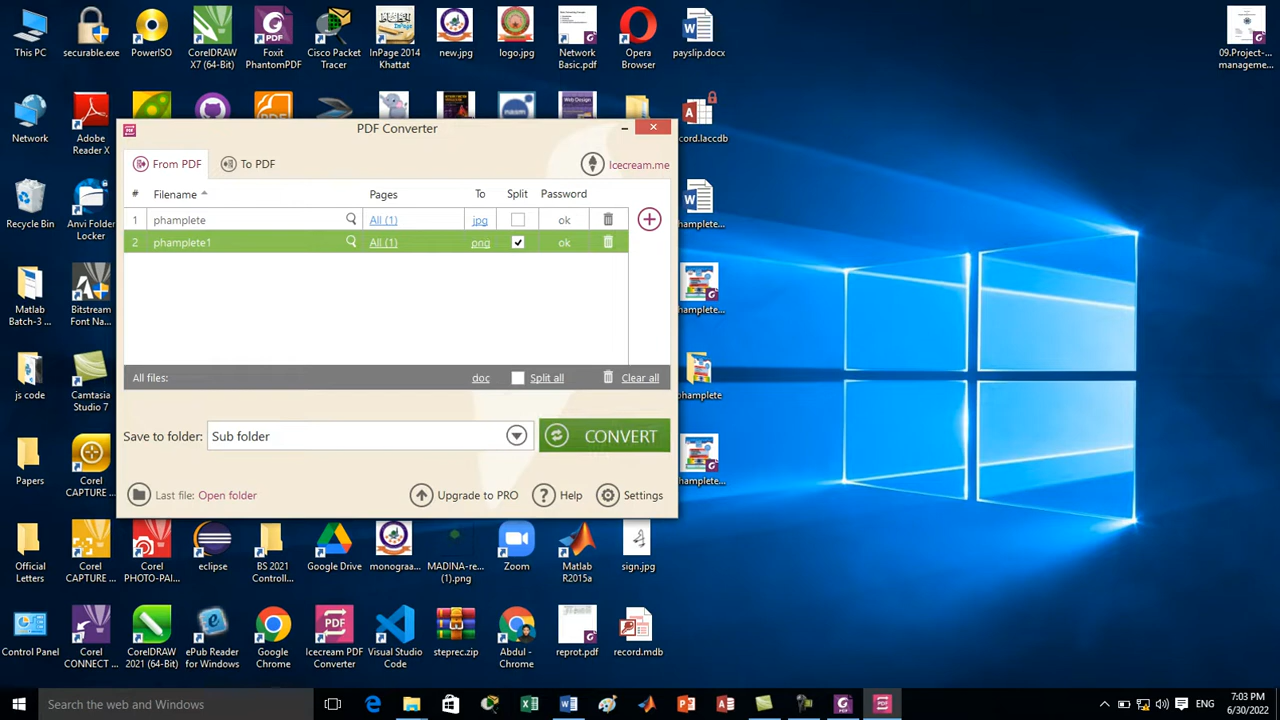 This PC
securable.exe
PowerISO
CorelDRAW
X7 (64-Bit)
Foxit
PhantomPDF
Cisco Packet
Tracer
InPage 2014
Khattat
new.jpg
logo.jpg
Network
Basic.pdf
Opera
Browser
payslip.docx
09.Project-...
manageme...
Network
Adobe
Reader X
cord.laccdb
PDF Converter
From PDF
To PDF
Icecream.me
# Filename Pages To Split Password
1 phamplete All (1) jpg ok
2 phamplete1 All (1) png ok
All files: doc Split all Clear all
Save to folder: Sub folder CONVERT
Last file: Open folder Upgrade to PRO Help Settings
Recycle Bin
Anvi Folder
Locker
hamplete...
Matlab
Batch-3 ...
Bitstream
Font Na...
hamplete...
js code
Camtasia
Studio 7
phamplete
Papers
Corel
CAPTURE ...
hamplete...
Official
Letters
Corel
CAPTURE ...
Corel
PHOTO-PAI...
eclipse
BS 2021
Controll...
Google Drive
monograa...
MADINA-re...
(1).png
Zoom
Matlab
R2015a
sign.jpg
Control Panel
Corel
CONNECT ...
CorelDRAW
2021 (64-Bit)
ePub Reader
for Windows
Google
Chrome
Icecream PDF
Converter
Visual Studio
Code
steprec.zip
Abdul -
Chrome
reprot.pdf
record.mdb
Search the web and Windows
ENG
7:03 PM
6/30/2022